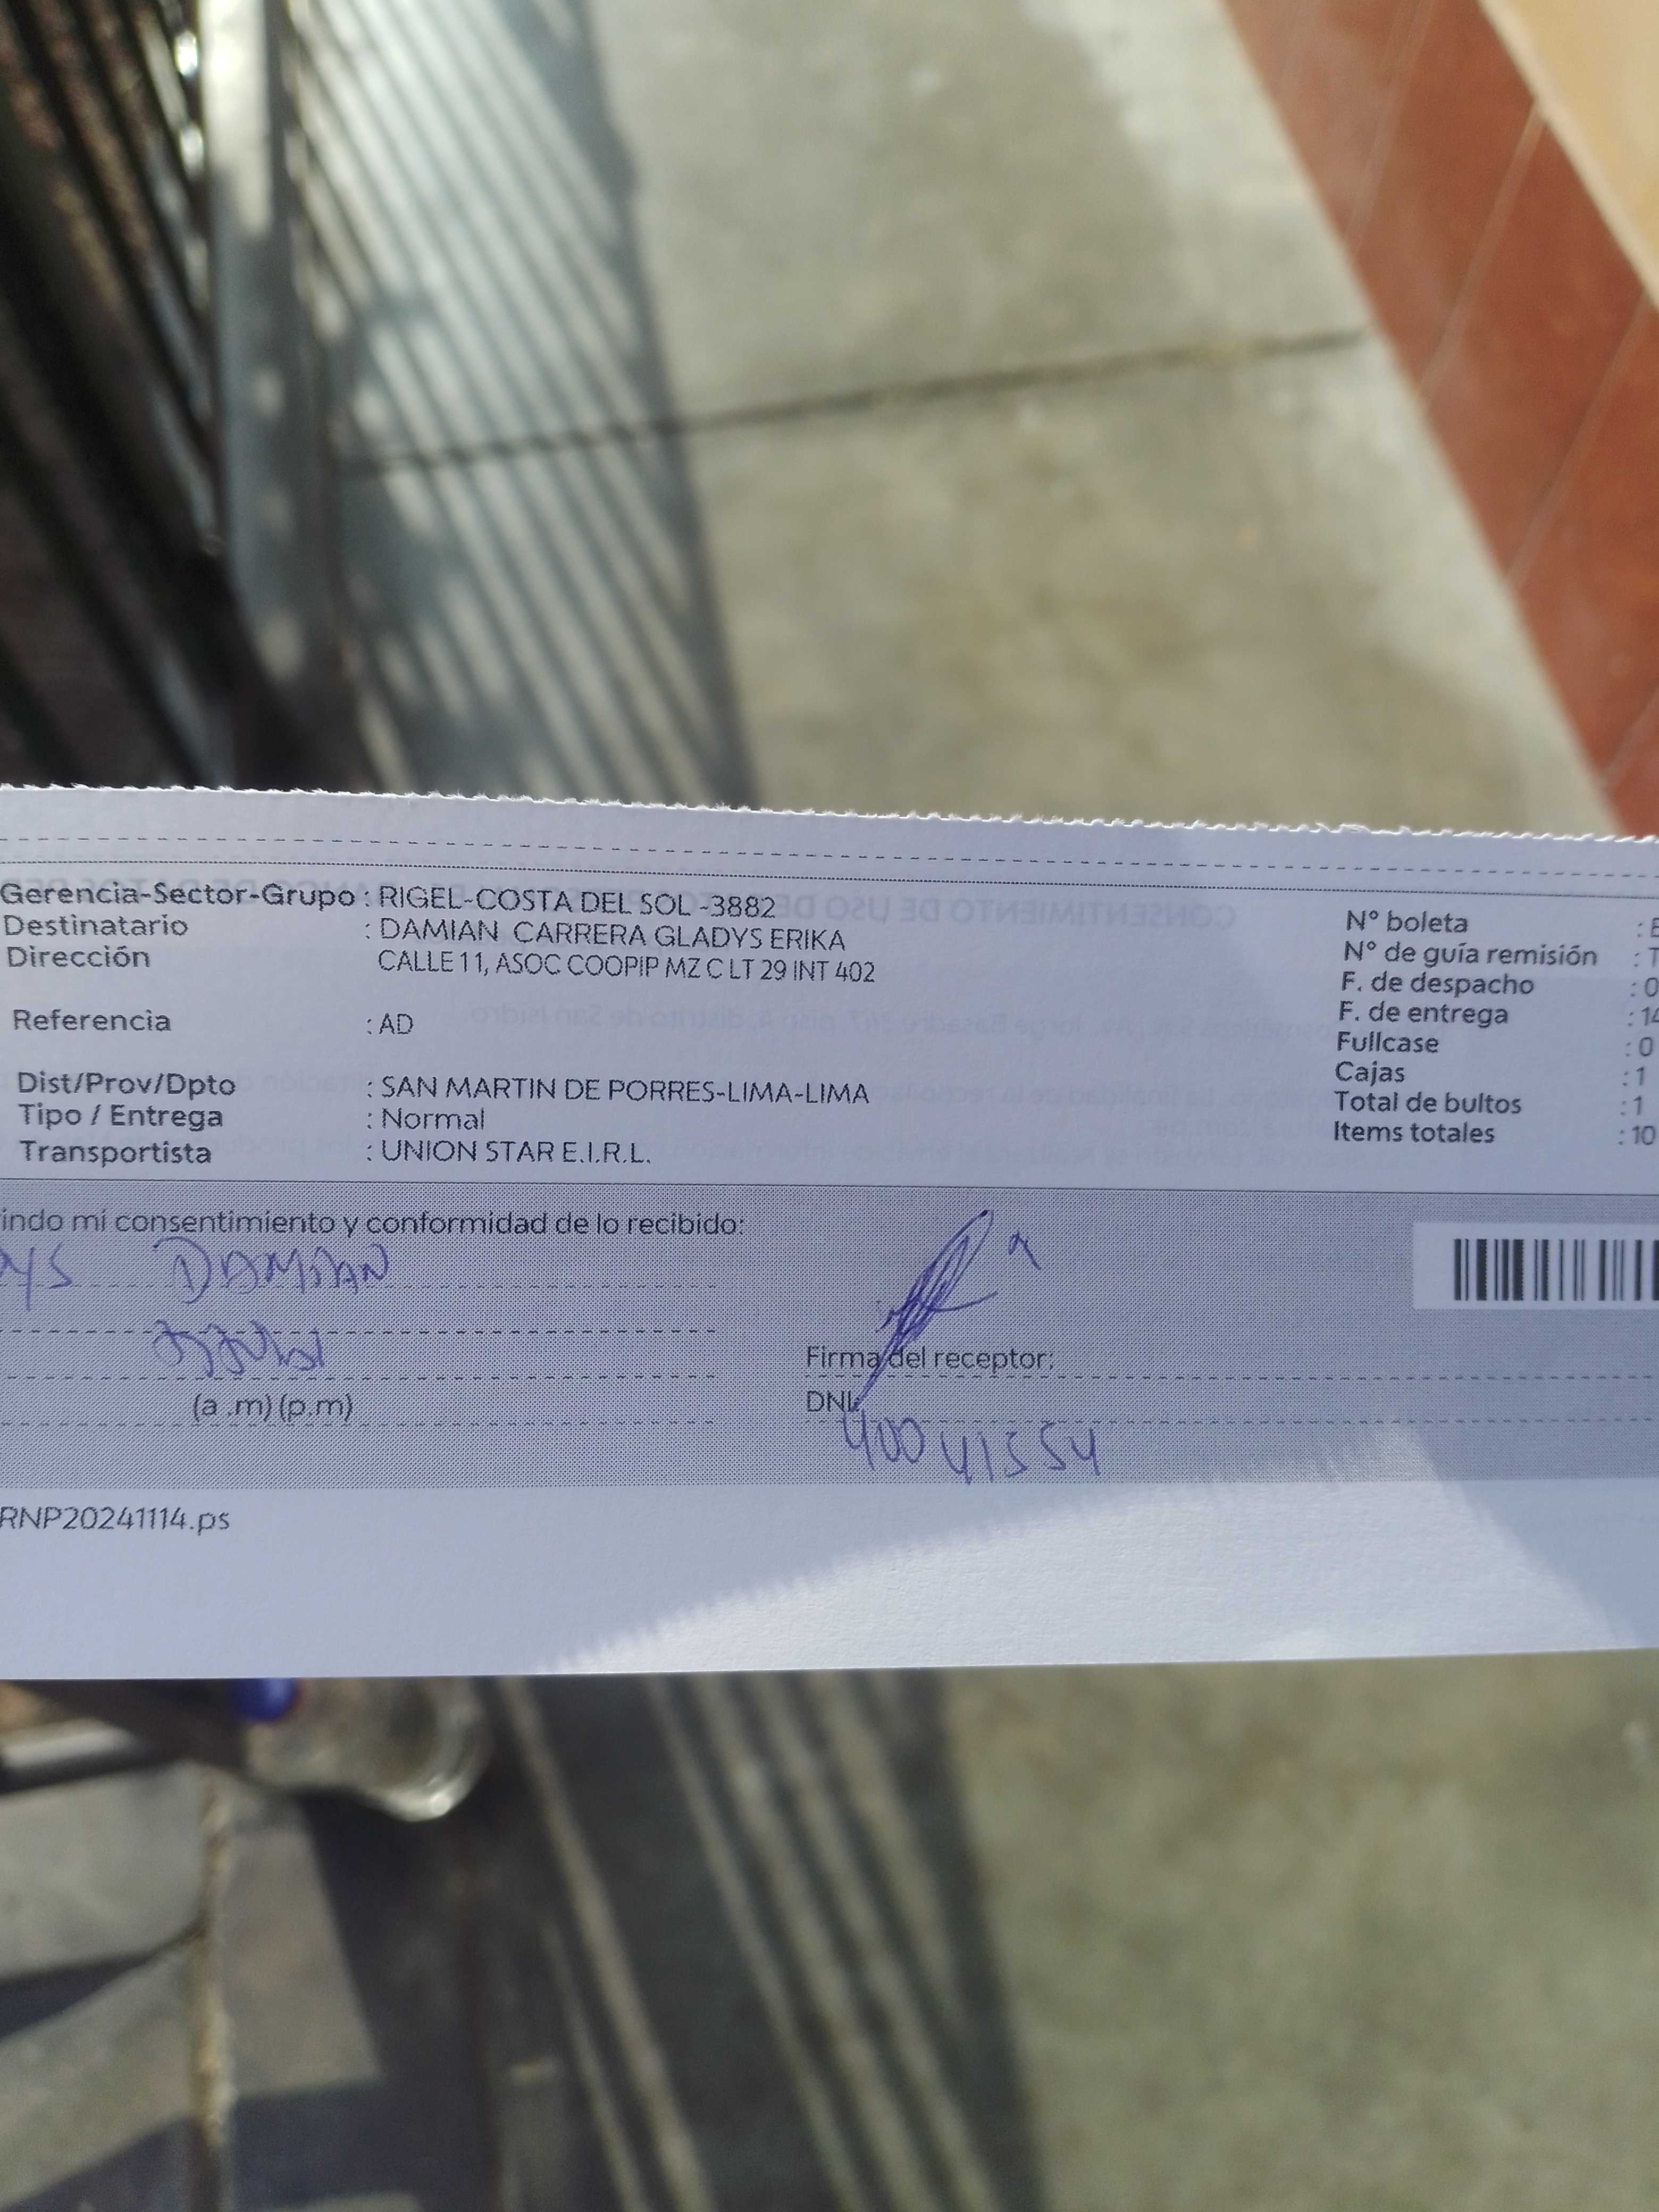 Gerencia-Sector-Grupo : RIGEL-COSTA DEL SOL -3882
Destinatario : DAMIAN CARRERA GLADYS ERIKA
Dirección CALLE 11, ASOC COOPIP MZ C LT 29 INT 402
Referencia : AD
Dist/Prov/Dpto : SAN MARTIN DE PORRES-LIMA-LIMA
Tipo / Entrega : Normal
Transportista : UNION STAR E.I.R.L.
N° boleta :
N° de guía remisión :
F. de despacho : 0
F. de entrega : 14
Fullcase : 0
Cajas : 1
Total de bultos : 1
Items totales : 10
indo mi consentimiento y conformidad de lo recibido:
DAMIAN
(a .m) (p.m)
Firma del receptor:
DNI:
40041554
RNP20241114.ps